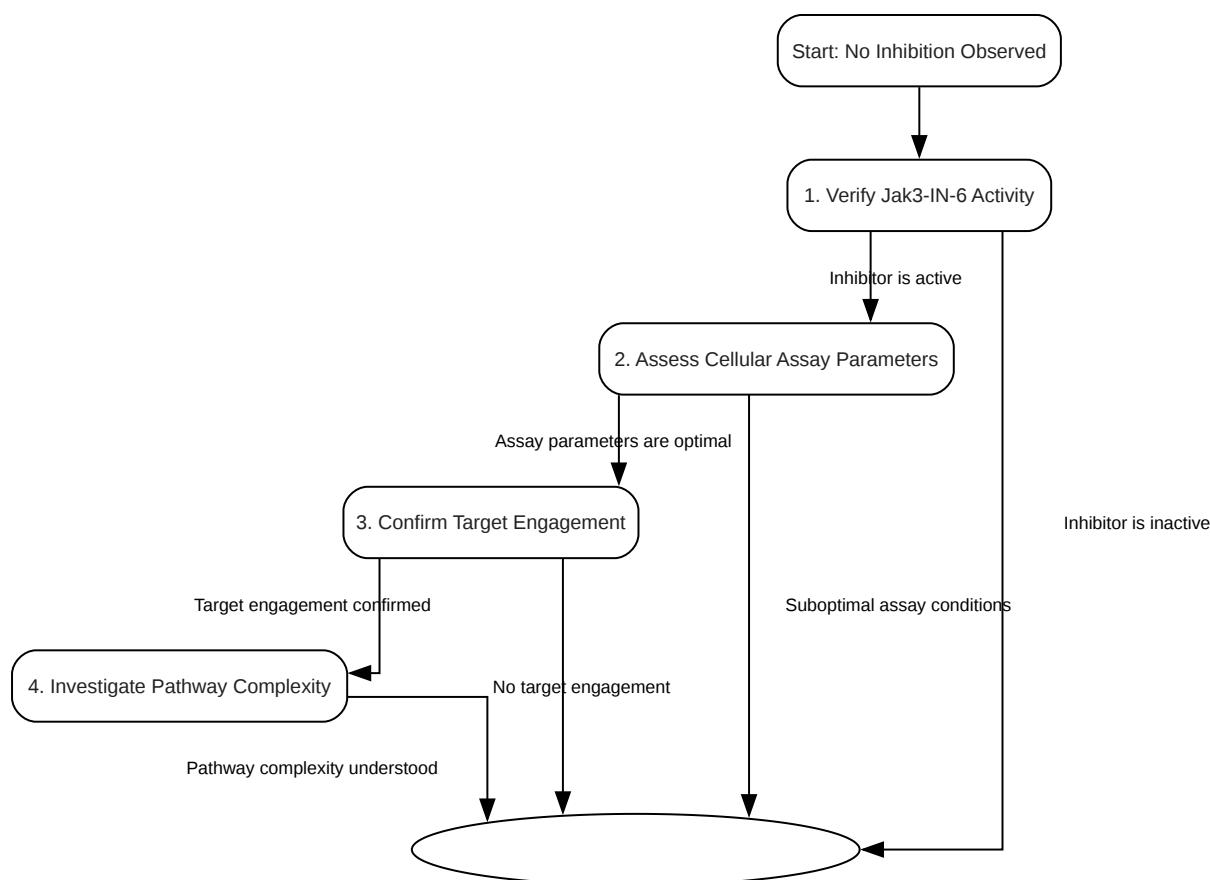 Start: No Inhibition Observed
1. Verify Jak3-IN-6 Activity
Inhibitor is active
2. Assess Cellular Assay Parameters
Assay parameters are optimal
3. Confirm Target Engagement
Inhibitor is inactive
Target engagement confirmed
Suboptimal assay conditions
4. Investigate Pathway Complexity
No target engagement
Pathway complexity understood